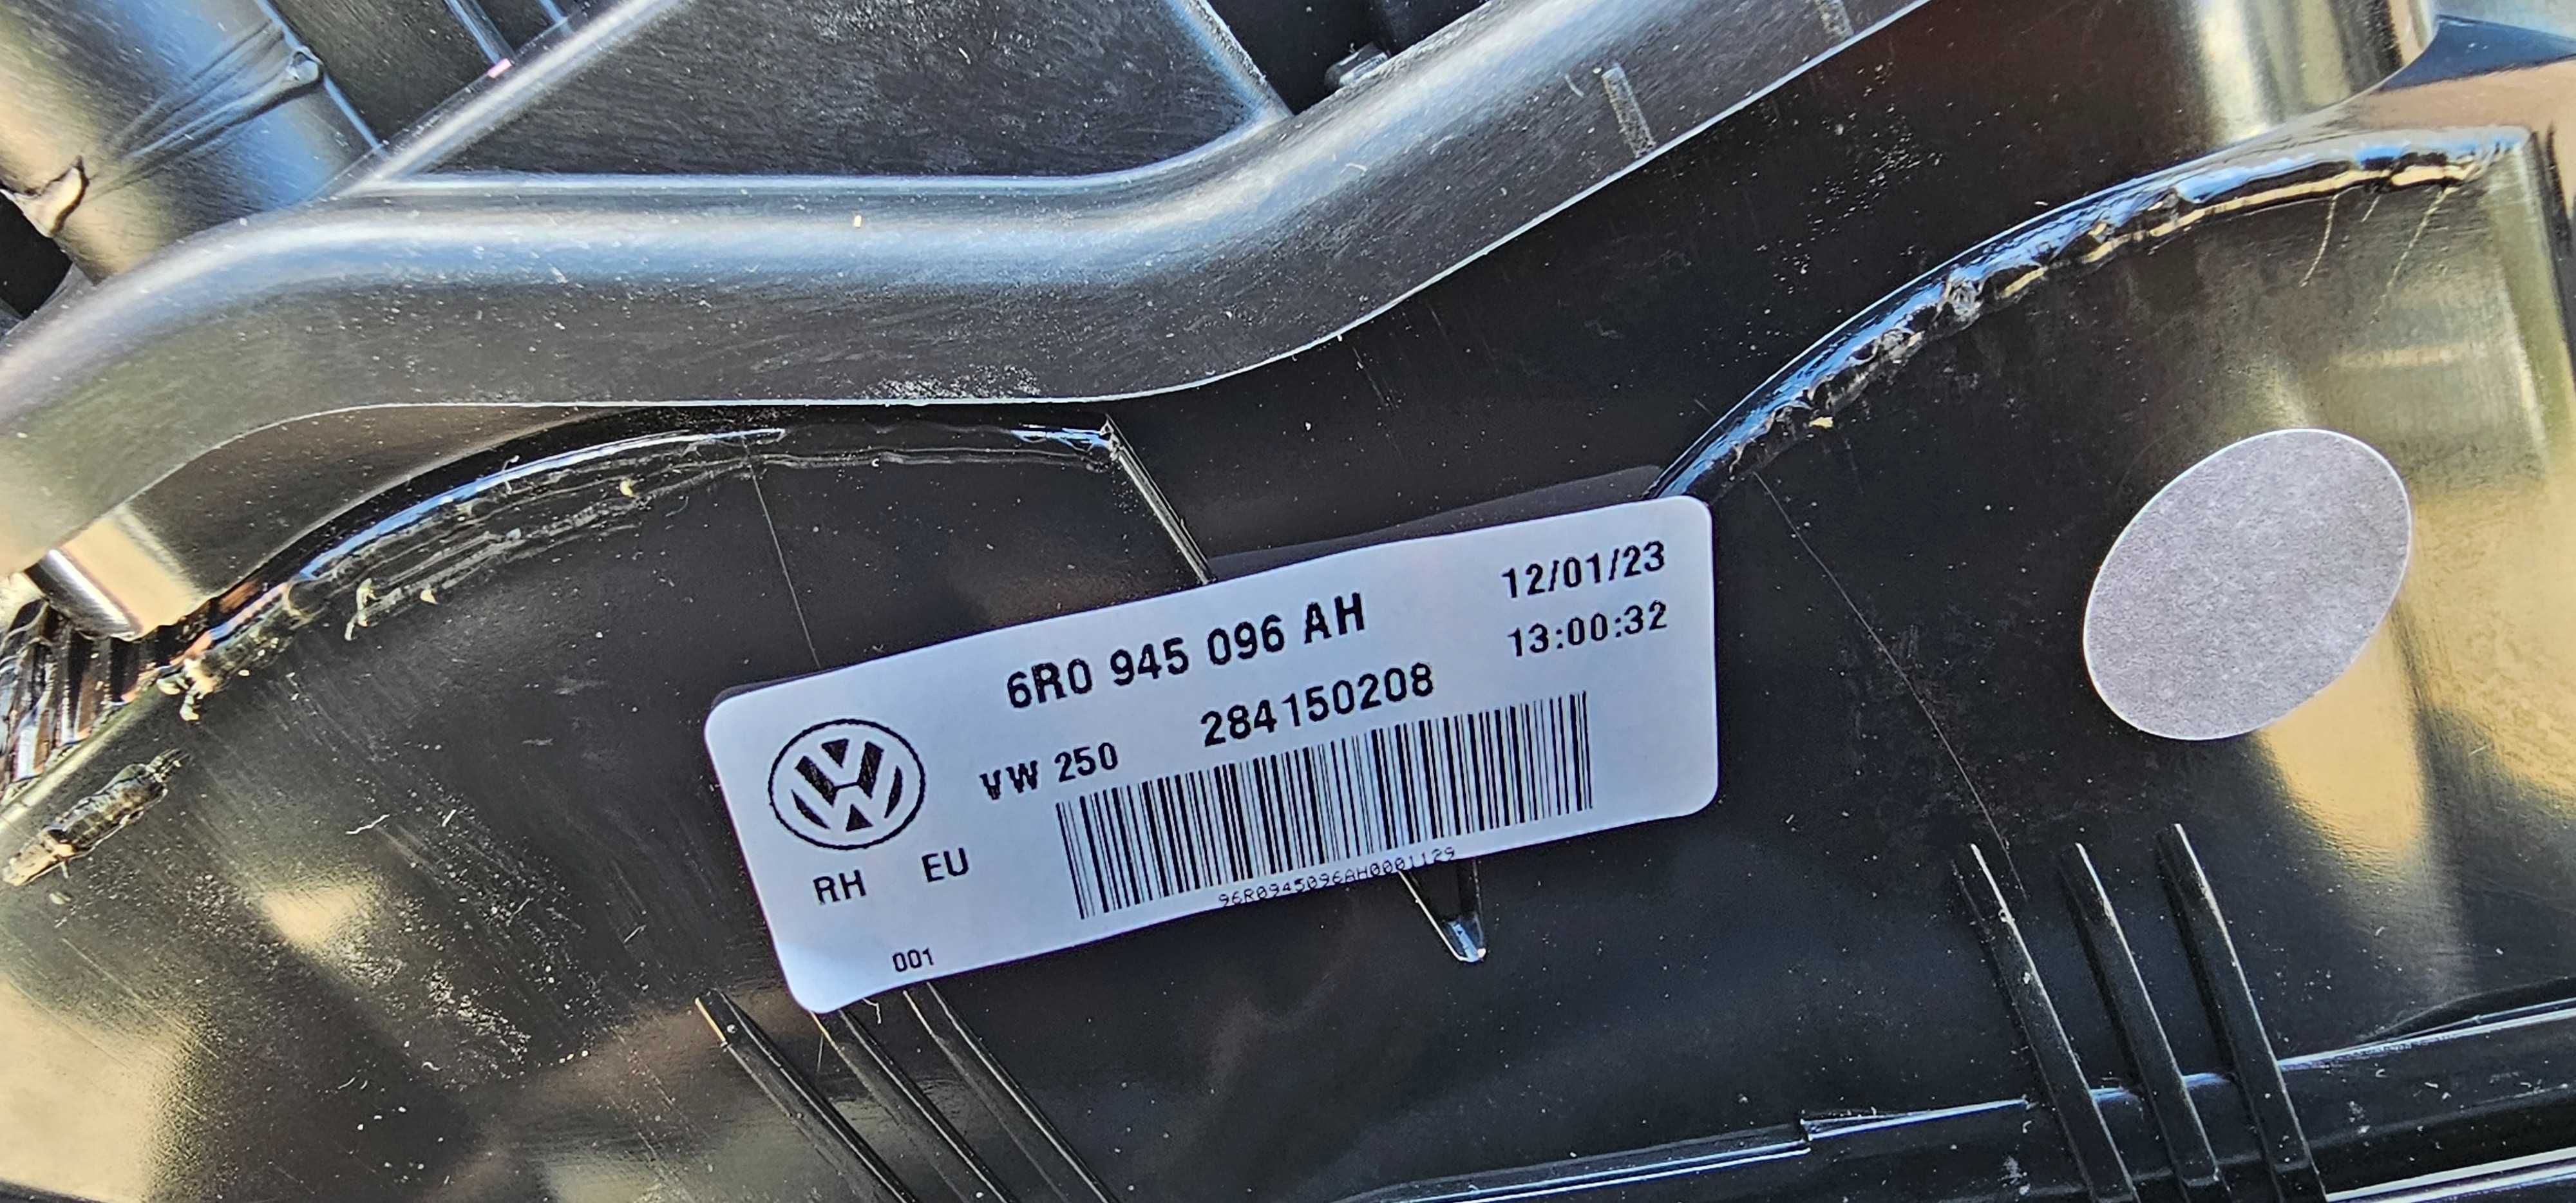 6R0 945 096 AH
12/01/23
13:00:32
284150208
VW 250
RH EU
96R0945096AH0001129
001